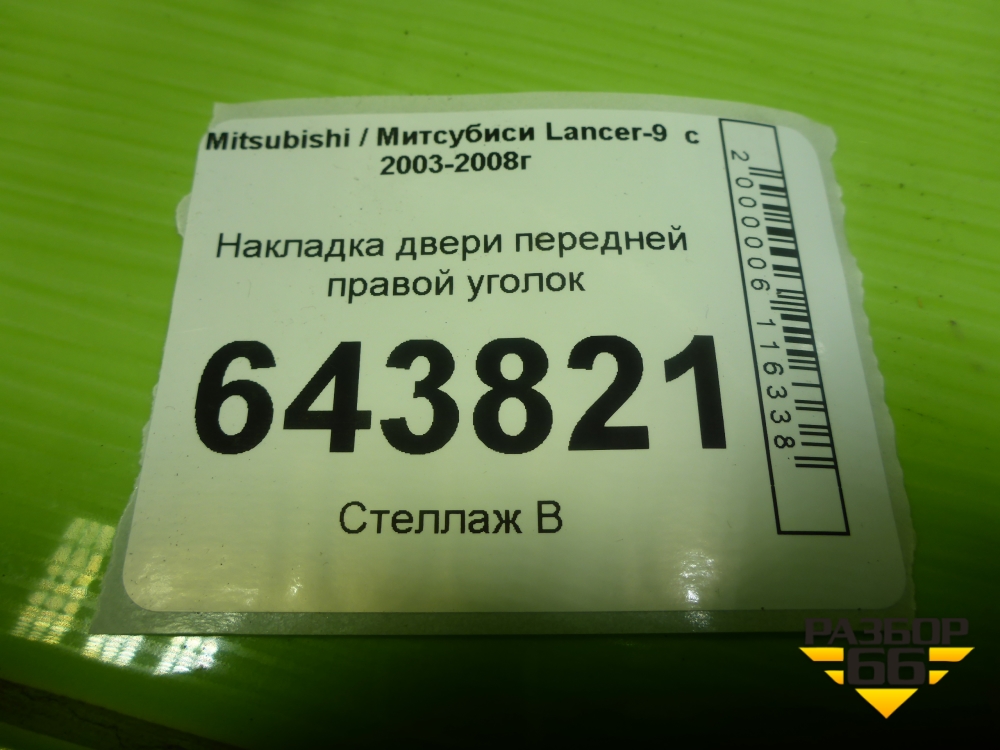 Mitsubishi / Митсубиси Lancer-9 с
2003-2008г
Накладка двери передней
правой уголок
643821
Стеллаж В
2000006116338
РАЗБОР
66